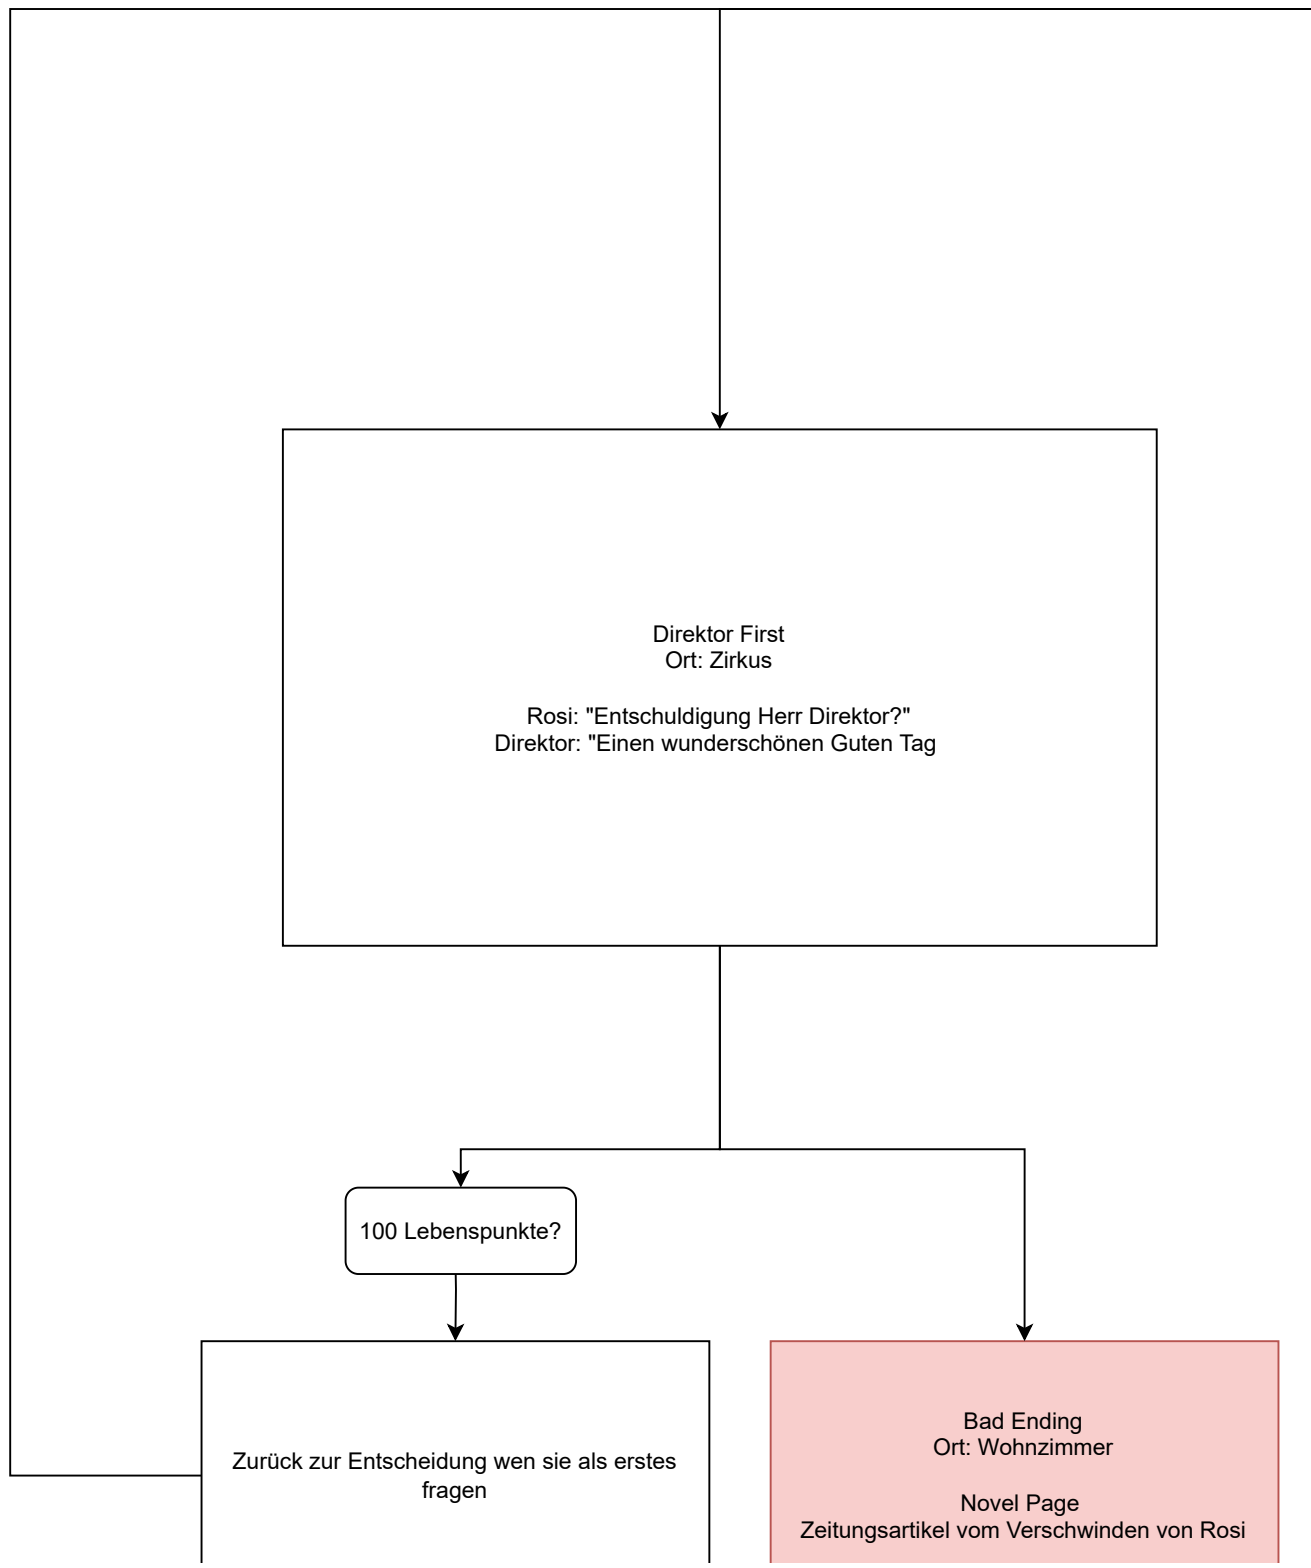 Direktor First
Ort: Zirkus
Rosi: "Entschuldigung Herr Direktor?"
Direktor: "Einen wunderschönen Guten Tag
100 Lebenspunkte?
Zurück zur Entscheidung wen sie als erstes
fragen
Bad Ending
Ort: Wohnzimmer
Novel Page
Zeitungsartikel vom Verschwinden von Rosi